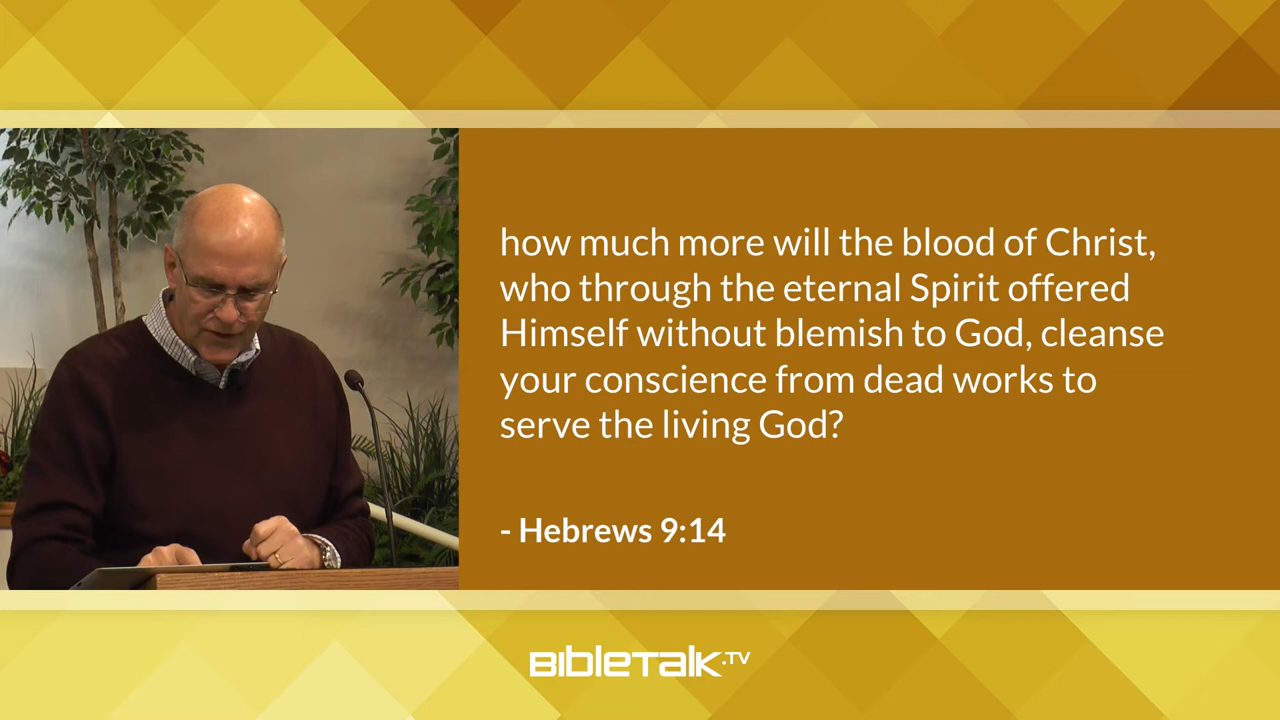 how much more will the blood of Christ,
who through the eternal Spirit offered
Himself without blemish to God, cleanse
your conscience from dead works to
serve the living God?
- Hebrews 9:14
BibleTalk.TV